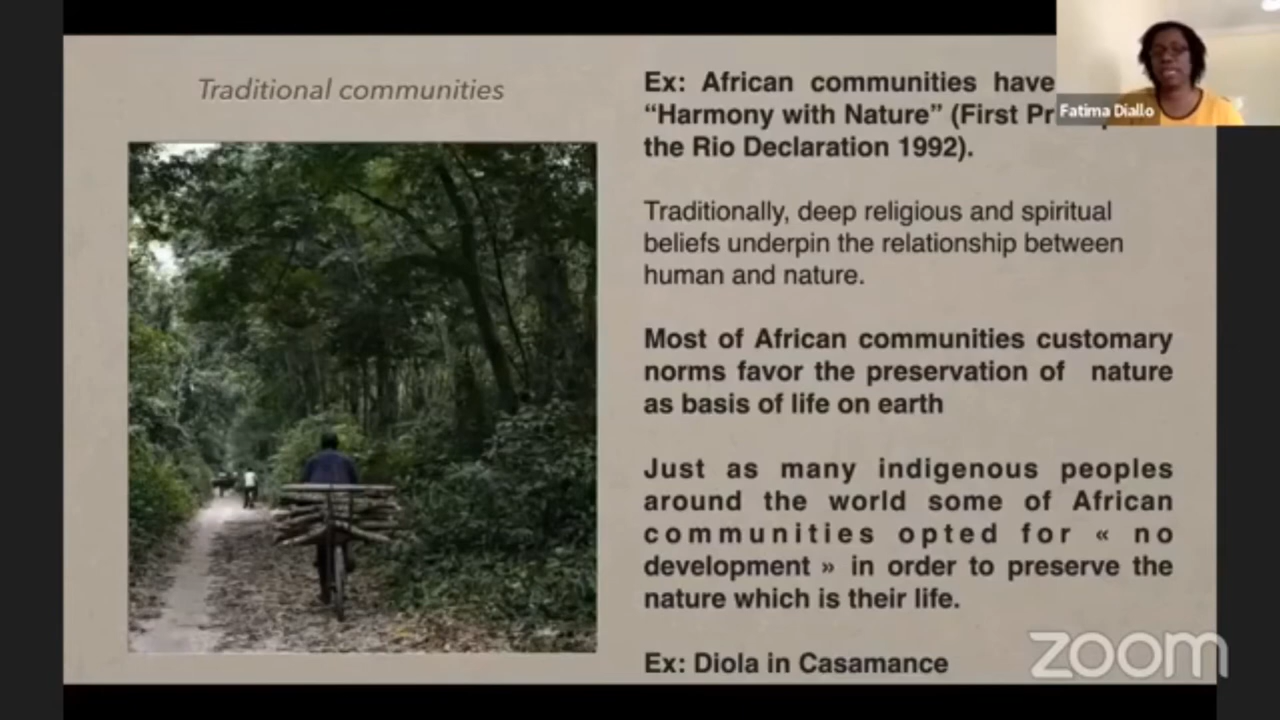 Traditional communities
Ex: African communities have
“Harmony with Nature” (First Pr
the Rio Declaration 1992).
Traditionally, deep religious and spiritual
beliefs underpin the relationship between
human and nature.
Most of African communities customary
norms favor the preservation of nature
as basis of life on earth
Just as many indigenous peoples
around the world some of African
communities opted for « no
development » in order to preserve the
nature which is their life.
Ex: Diola in Casamance
Fatima Diallo
zoom